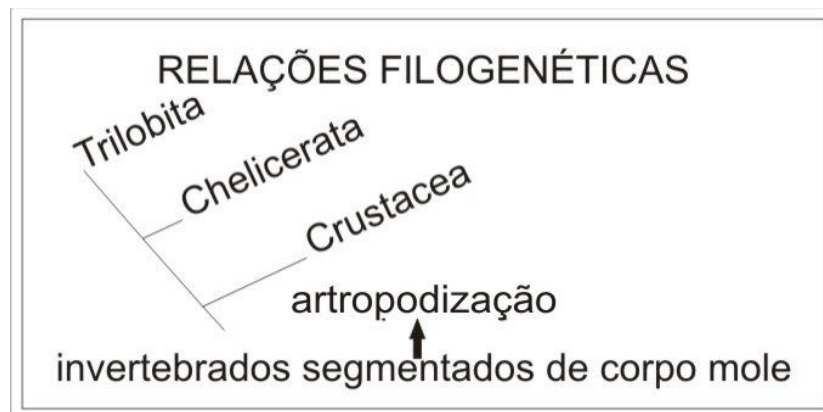 RELAÇÕES FILOGENÉTICAS
Trilobita
Chelicerata
Crustacea
artropodização
invertebrados segmentados de corpo mole